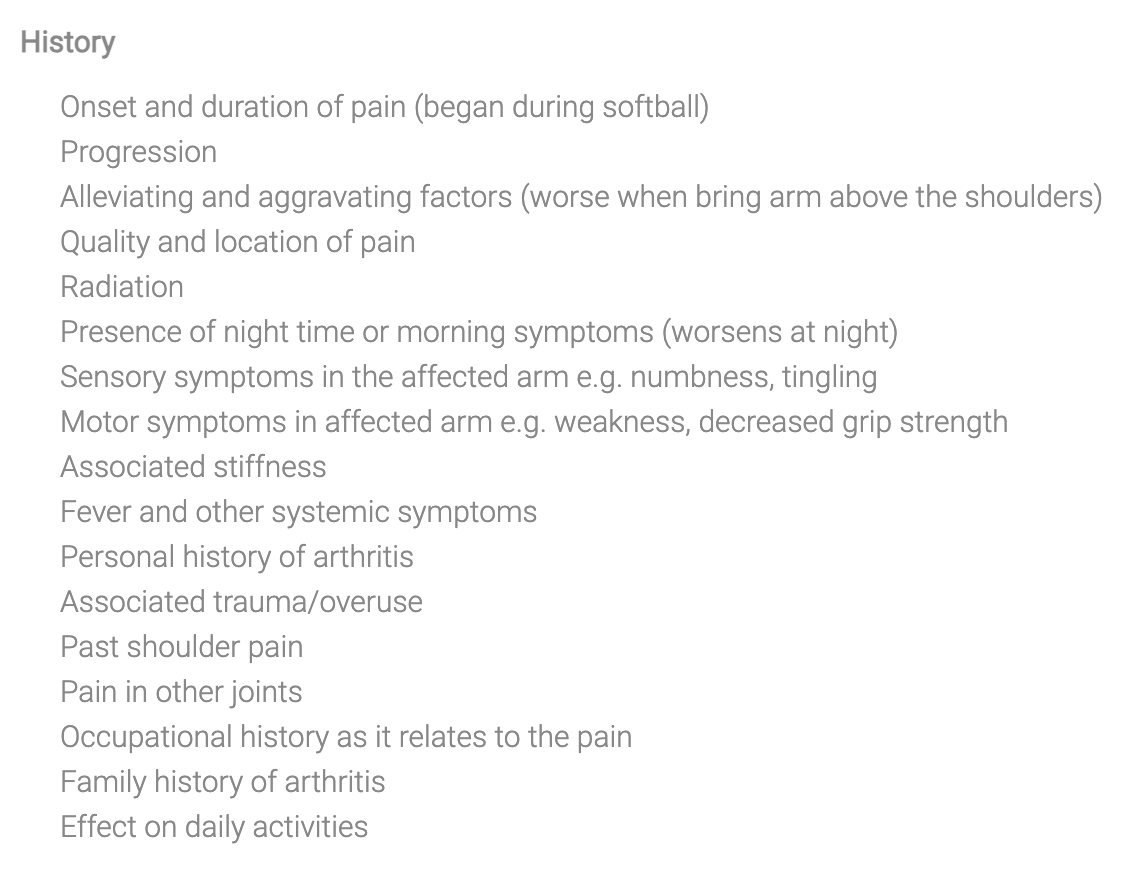 History
Onset and duration of pain (began during softball)
Progression
Alleviating and aggravating factors (worse when bring arm above the shoulders)
Quality and location of pain
Radiation
Presence of night time or morning symptoms (worsens at night)
Sensory symptoms in the affected arm e.g. numbness, tingling
Motor symptoms in affected arm e.g. weakness, decreased grip strength
Associated stiffness
Fever and other systemic symptoms
Personal history of arthritis
Associated trauma/overuse
Past shoulder pain
Pain in other joints
Occupational history as it relates to the pain
Family history of arthritis
Effect on daily activities